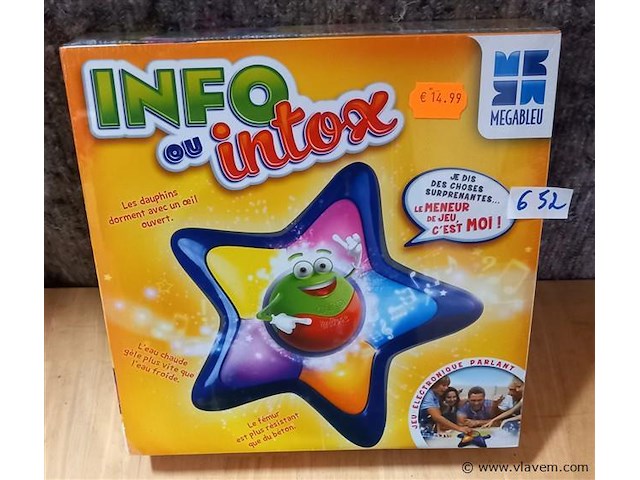 INFO
ou intox
€ 14.99
MEGABLEU
JE DIS
DES CHOSES
SURPRENANTES...
LE MENEUR
DE JEU,
C'EST MOI !
6 52
Les dauphins
dorment avec un œil
ouvert.
L'eau chaude
gèle plus vite que
l'eau froide.
Le fémur
est plus résistant
que du béton.
JEU ÉLECTRONIQUE PARLANT
© www.vlavem.com